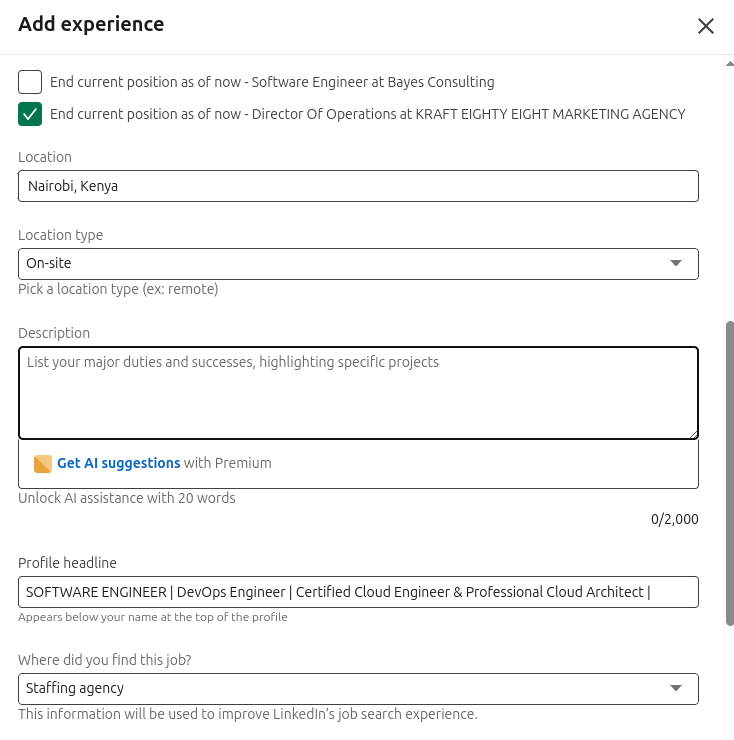 Add experience
End current position as of now - Software Engineer at Bayes Consulting
End current position as of now - Director Of Operations at KRAFT EIGHTY EIGHT MARKETING AGENCY
Location
Nairobi, Kenya
Location type
On-site
Pick a location type (ex: remote)
Description
List your major duties and successes, highlighting specific projects
Get AI suggestions with Premium
Unlock AI assistance with 20 words
0/2,000
Profile headline
SOFTWARE ENGINEER | DevOps Engineer | Certified Cloud Engineer & Professional Cloud Architect |
Appears below your name at the top of the profile
Where did you find this job?
Staffing agency
This information will be used to improve LinkedIn's job search experience.